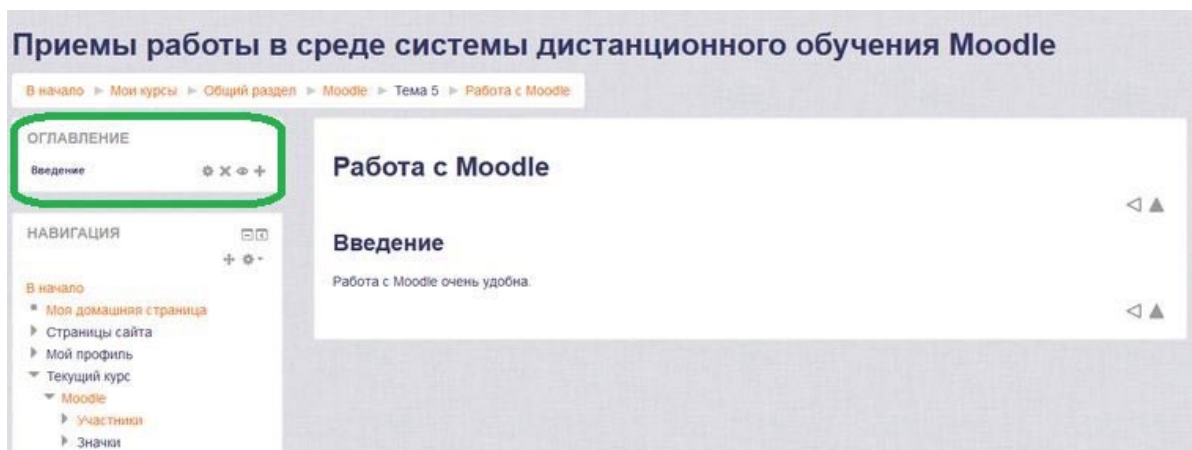 Приемы работы в среде системы дистанционного обучения Moodle
В начало ► Мои курсы ► Общий раздел ► Moodle ► Тема 5 ► Работа с Moodle
ОГЛАВЛЕНИЕ
Введение
НАВИГАЦИЯ
В начало
Моя домашняя страница
Страницы сайта
Мой профиль
Текущий курс
Moodle
Участники
Значки
Работа с Moodle
Введение
Работа с Moodle очень удобна.